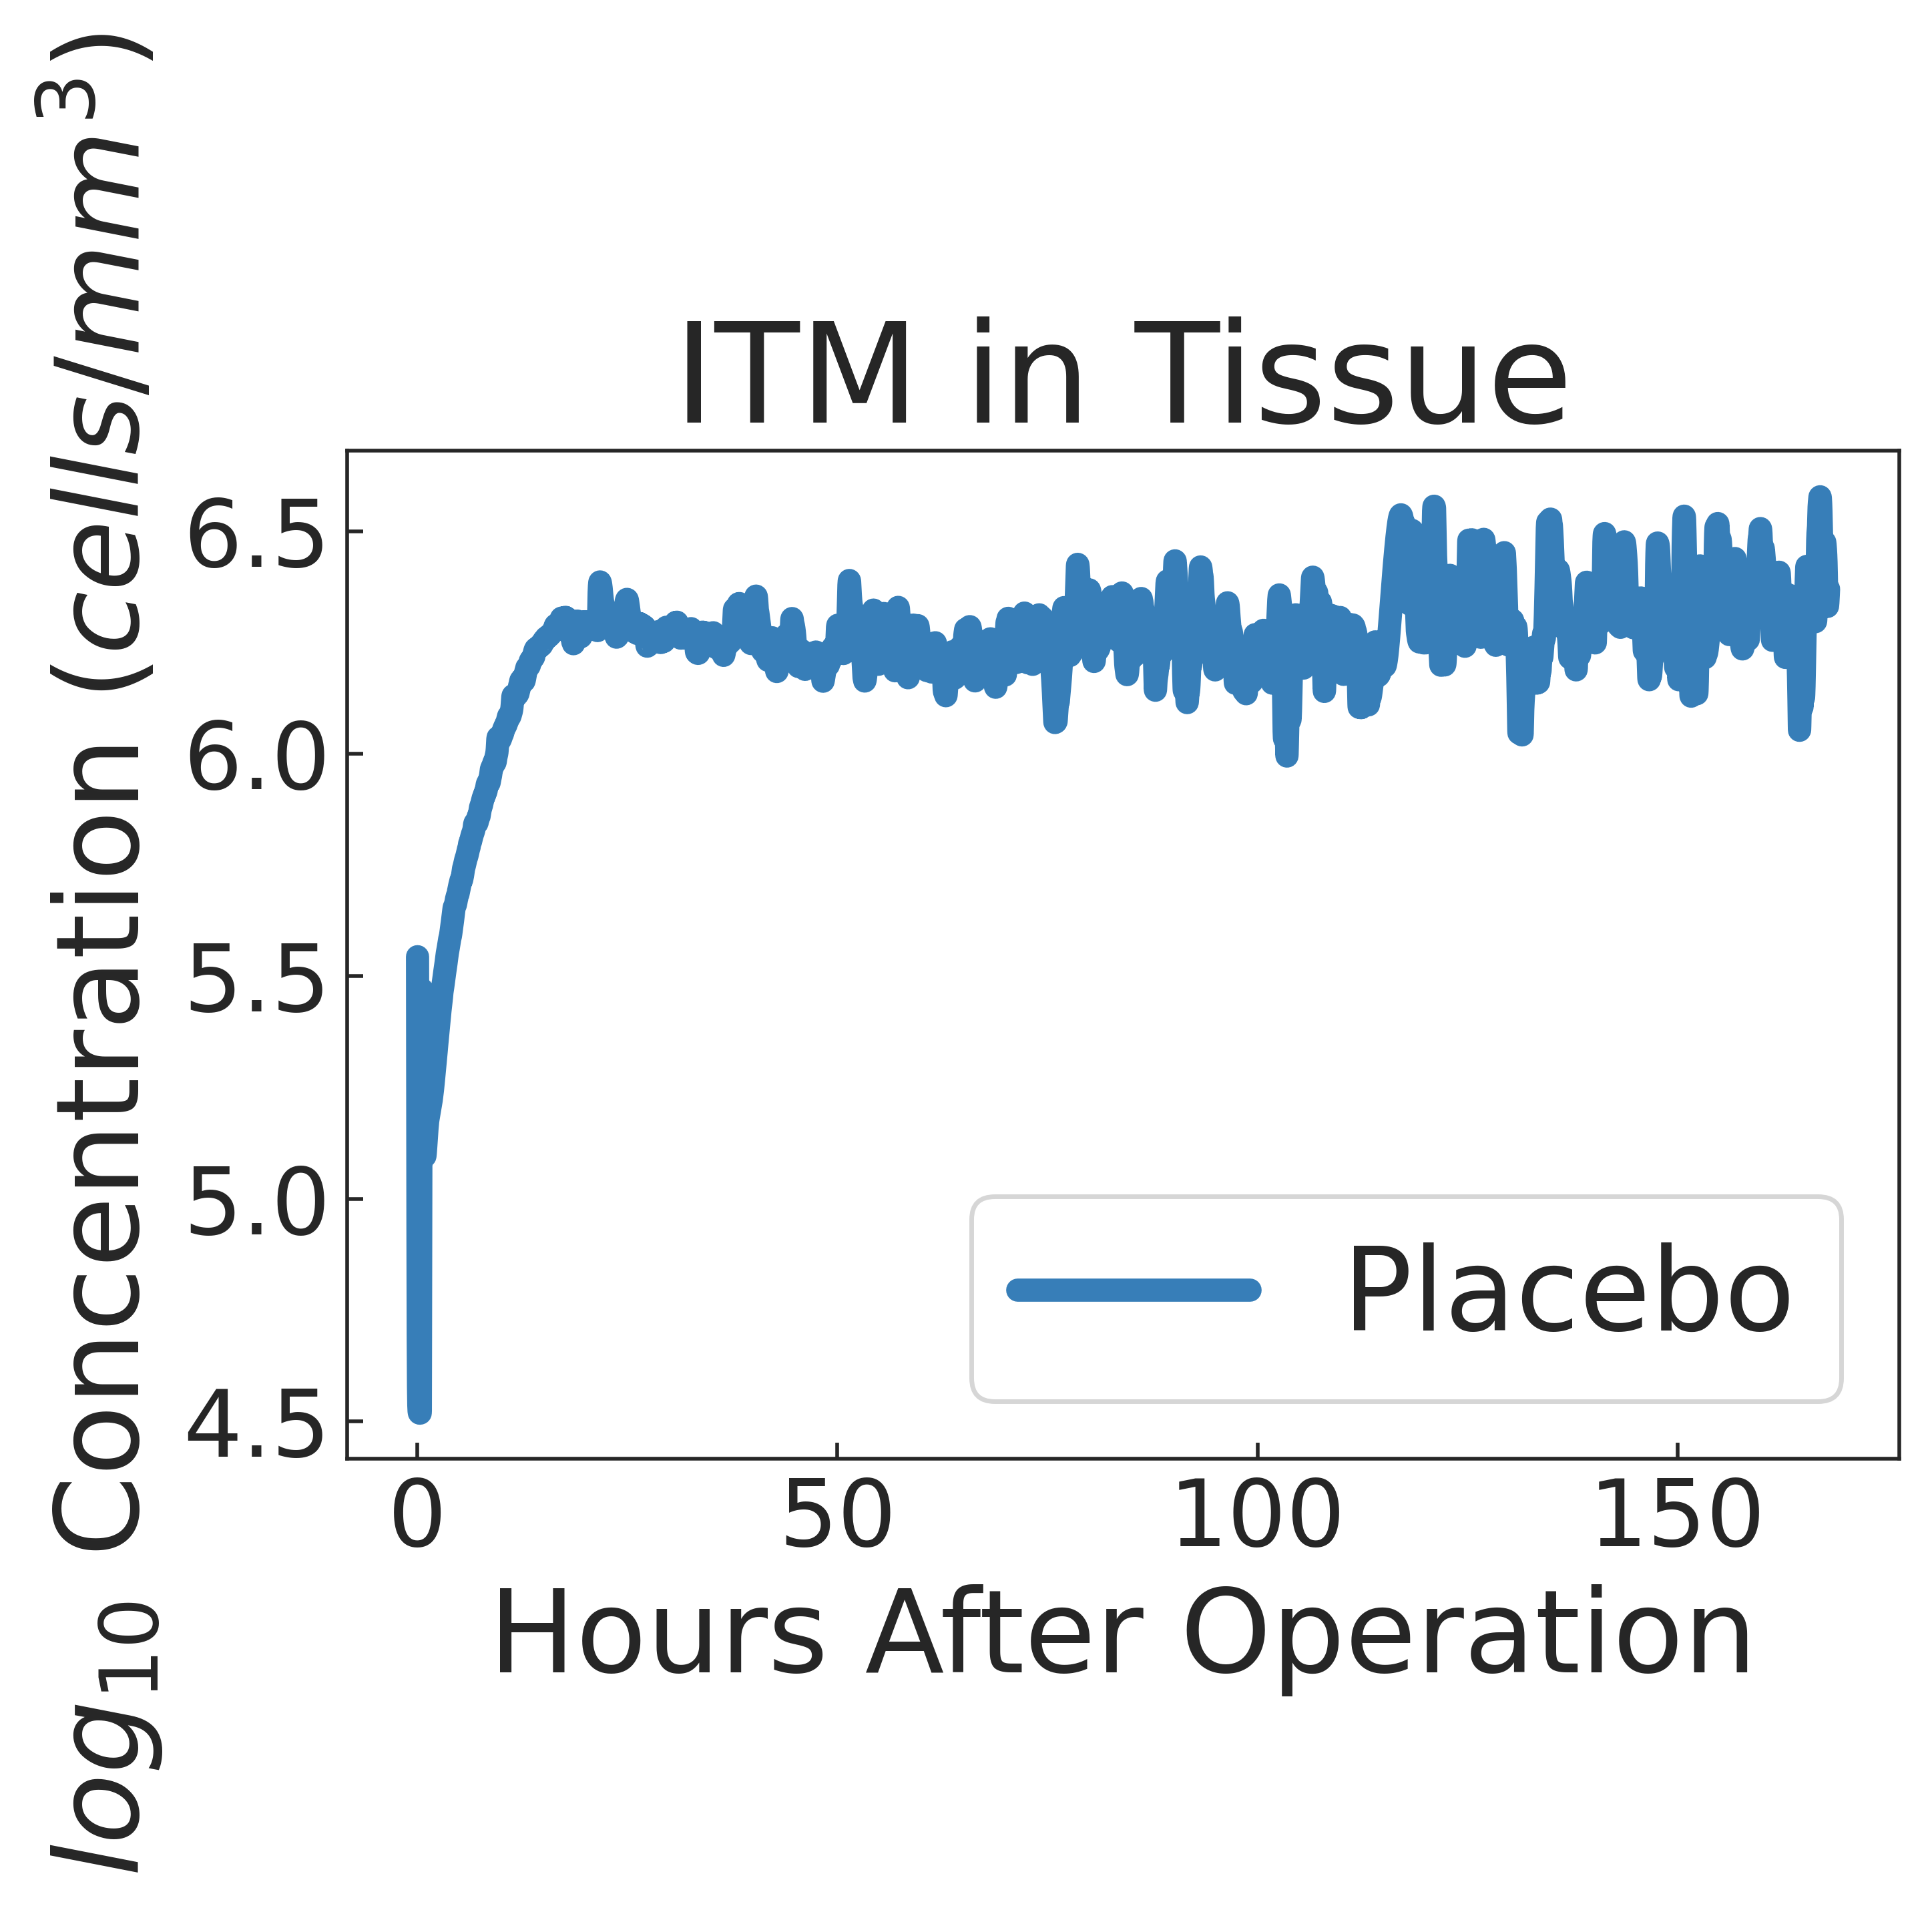 ITM in Tissue
log10 Concentration (cells/mm3)
6.5
6.0
5.5
5.0
4.5
Placebo
0 50 100 150
Hours After Operation